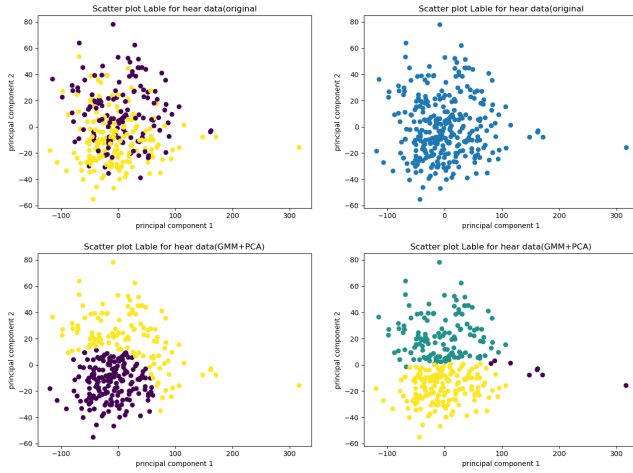 Scatter plot Lable for hear data(original
80
60
40
20
0
−20
−40
−60
principal component 2
−100 0 100 200 300
principal component 1
Scatter plot Lable for hear data(original
80
60
40
20
0
−20
−40
−60
principal component 2
−100 0 100 200 300
principal component 1
Scatter plot Lable for hear data(GMM+PCA)
80
60
40
20
0
−20
−40
−60
principal component 2
−100 0 100 200 300
principal component 1
Scatter plot Lable for hear data(GMM+PCA)
80
60
40
20
0
−20
−40
−60
principal component 2
−100 0 100 200 300
principal component 1